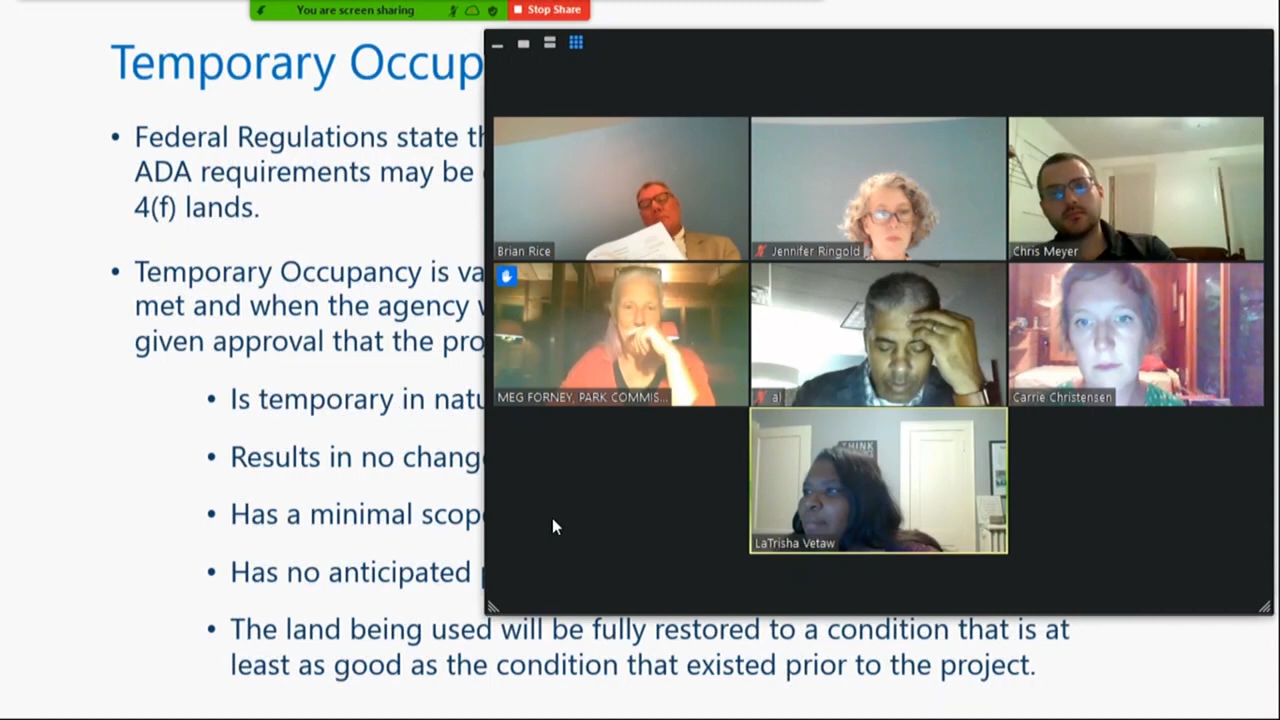 You are screen sharing
Stop Share
Temporary Occup
Federal Regulations state th
ADA requirements may be
4(f) lands.
Temporary Occupancy is va
met and when the agency
given approval that the pro
Is temporary in natu
Results in no chang
Has a minimal scop
Has no anticipated
The land being used will be fully restored to a condition that is at
least as good as the condition that existed prior to the project.
Brian Rice
Jennifer Ringold
Chris Meyer
MEG FORNEY, PARK COMMIS...
al
Carrie Christensen
THINK
LaTrisha Vetaw